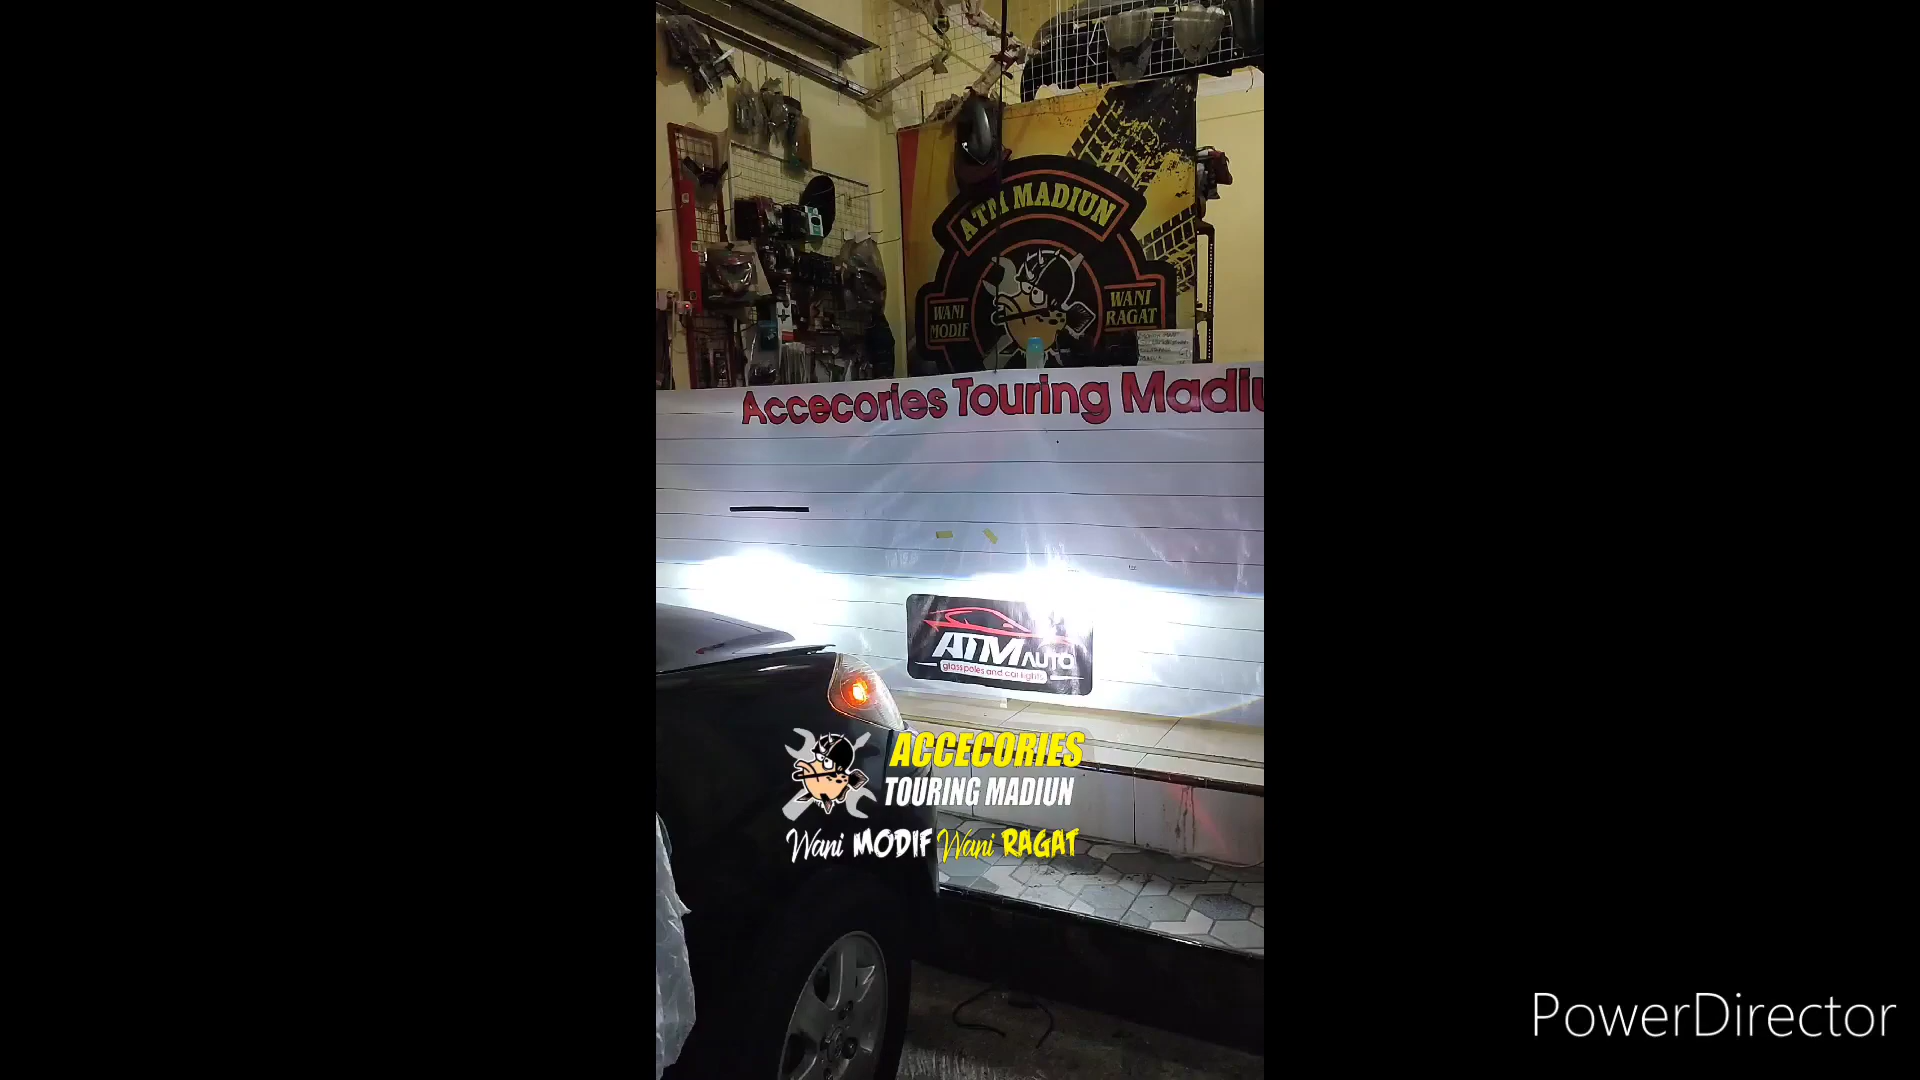 ATM MADIUN
WANI
MODIF
WANI
RAGAT
Accecories Touring Madiu
ATM AUTO
glass poles and car lights
ACCECORIES
TOURING MADIUN
Wani MODIF Wani RAGAT
PowerDirector